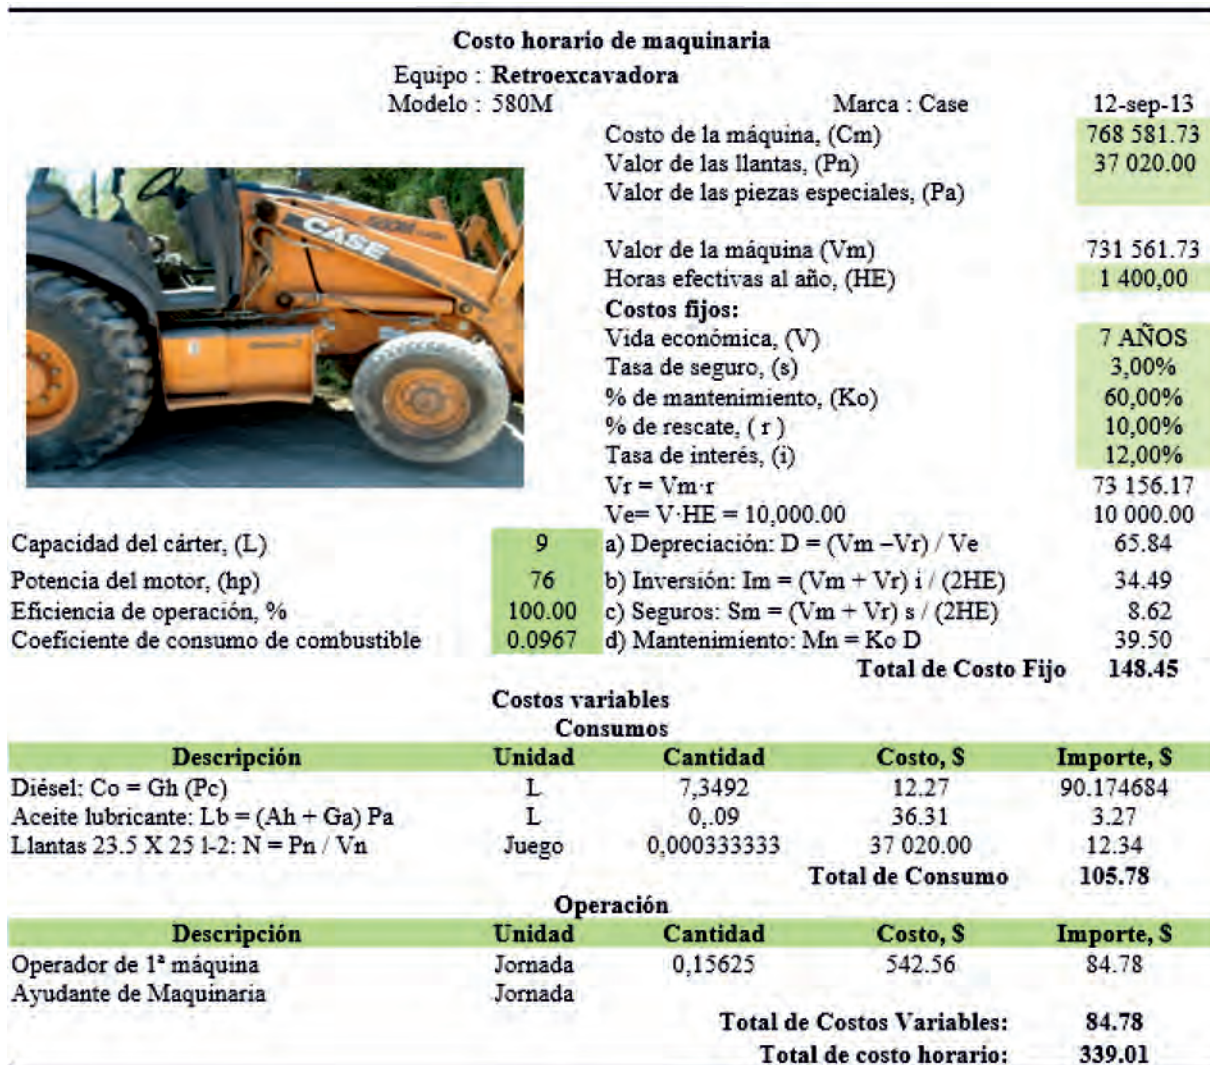 Costo horario de maquinaria
Equipo : Retroexcavadora
Modelo : 580M Marca : Case 12-sep-13
Costo de la máquina, (Cm) 768 581.73
Valor de las llantas, (Pn) 37 020.00
Valor de las piezas especiales, (Pa)
CASE
Valor de la máquina (Vm) 731 561.73
Horas efectivas al año, (HE) 1 400,00
Costos fijos:
Vida económica, (V) 7 AÑOS
Tasa de seguro, (s) 3,00%
% de mantenimiento, (Ko) 60,00%
% de rescate, ( r ) 10,00%
Tasa de interés, (i) 12,00%
Vr = Vm·r 73 156.17
Ve= V·HE = 10,000.00 10 000.00
Capacidad del cárter, (L) 9 a) Depreciación: D = (Vm –Vr) / Ve 65.84
Potencia del motor, (hp) 76 b) Inversión: Im = (Vm + Vr) i / (2HE) 34.49
Eficiencia de operación, % 100.00 c) Seguros: Sm = (Vm + Vr) s / (2HE) 8.62
Coeficiente de consumo de combustible 0.0967 d) Mantenimiento: Mn = Ko D 39.50
Total de Costo Fijo 148.45
Costos variables
Consumos
Descripción Unidad Cantidad Costo, $ Importe, $
Diésel: Co = Gh (Pc) L 7,3492 12.27 90.174684
Aceite lubricante: Lb = (Ah + Ga) Pa L 0,.09 36.31 3.27
Llantas 23.5 X 25 l-2: N = Pn / Vn Juego 0,000333333 37 020.00 12.34
Total de Consumo 105.78
Operación
Descripción Unidad Cantidad Costo, $ Importe, $
Operador de 1ª máquina Jornada 0,15625 542.56 84.78
Ayudante de Maquinaria Jornada
Total de Costos Variables: 84.78
Total de costo horario: 339.01